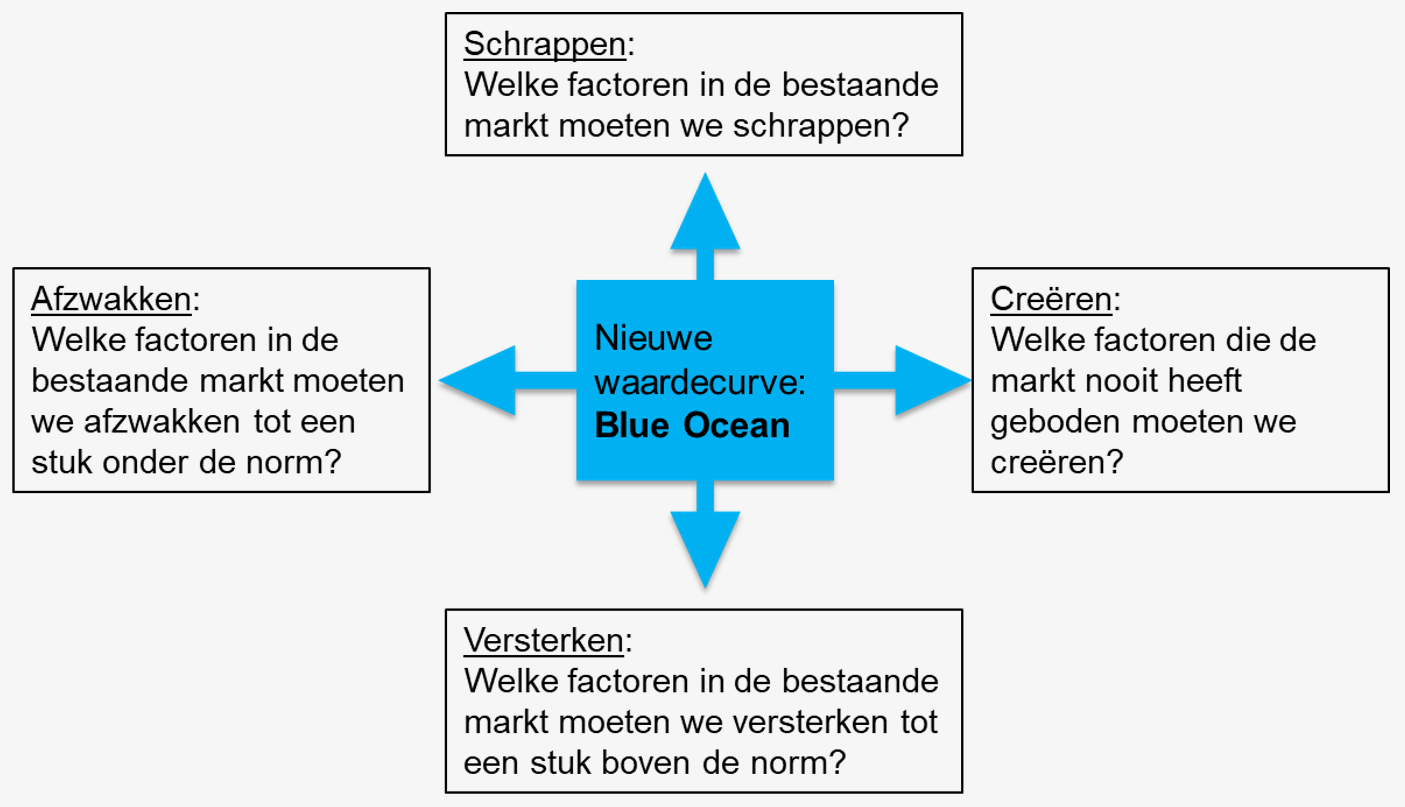 Schrappen:
Welke factoren in de bestaande
markt moeten we schrappen?
Afzwakken:
Welke factoren in de
bestaande markt moeten
we afzwakken tot een
stuk onder de norm?
Nieuwe
waardecurve:
Blue Ocean
Creëren:
Welke factoren die de
markt nooit heeft
geboden moeten we
creëren?
Versterken:
Welke factoren in de bestaande
markt moeten we versterken tot
een stuk boven de norm?